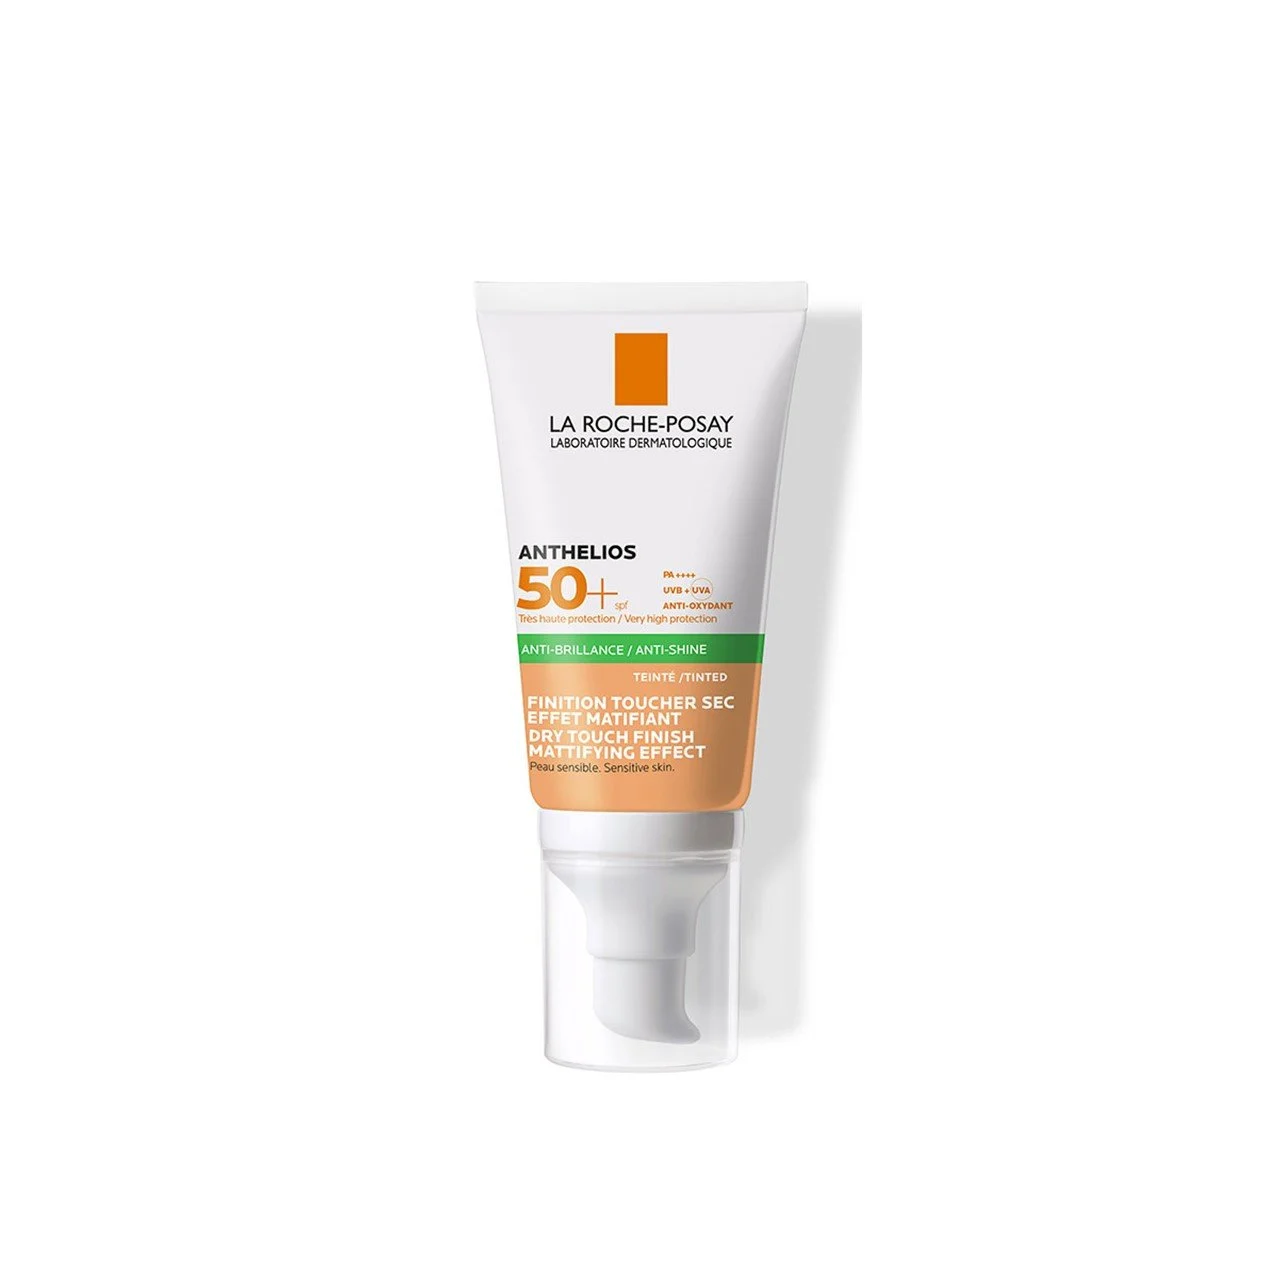 LA ROCHE-POSAY
LABORATOIRE DERMATOLOGIQUE
ANTHELIOS
50+ spf
PA ++++
UVB + UVA
ANTI-OXYDANT
Très haute protection / Very high protection
ANTI-BRILLANCE / ANTI-SHINE
TEINTÉ /TINTED
FINITION TOUCHER SEC
EFFET MATIFIANT
DRY TOUCH FINISH
MATTIFYING EFFECT
Peau sensible. Sensitive skin.